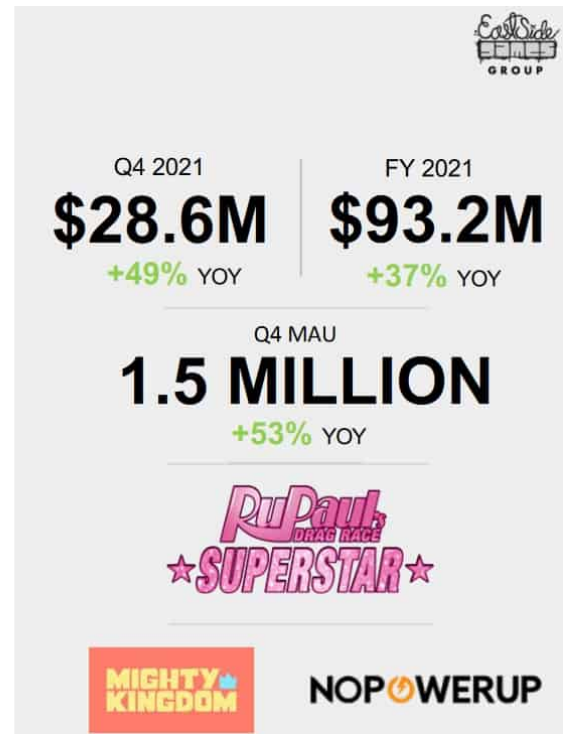 EastSide
GAMES
GROUP
Q4 2021
$28.6M
+49% YOY
FY 2021
$93.2M
+37% YOY
Q4 MAU
1.5 MILLION
+53% YOY
RuPaul's
DRAG RACE
★SUPERSTAR★
MIGHTY
KINGDOM
NOPOWERUP